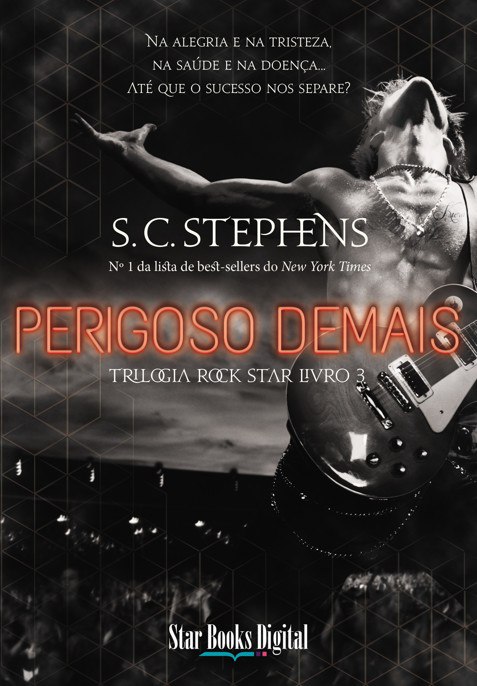 Na alegria e na tristeza,
na saúde e na doença...
Até que o sucesso nos separe?
S. C. STEPHENS
Nº 1 da lista de best-sellers do New York Times
PERIGOSO DEMAIS
TRILOGIA ROCK STAR LIVRO 3
Star Books Digital